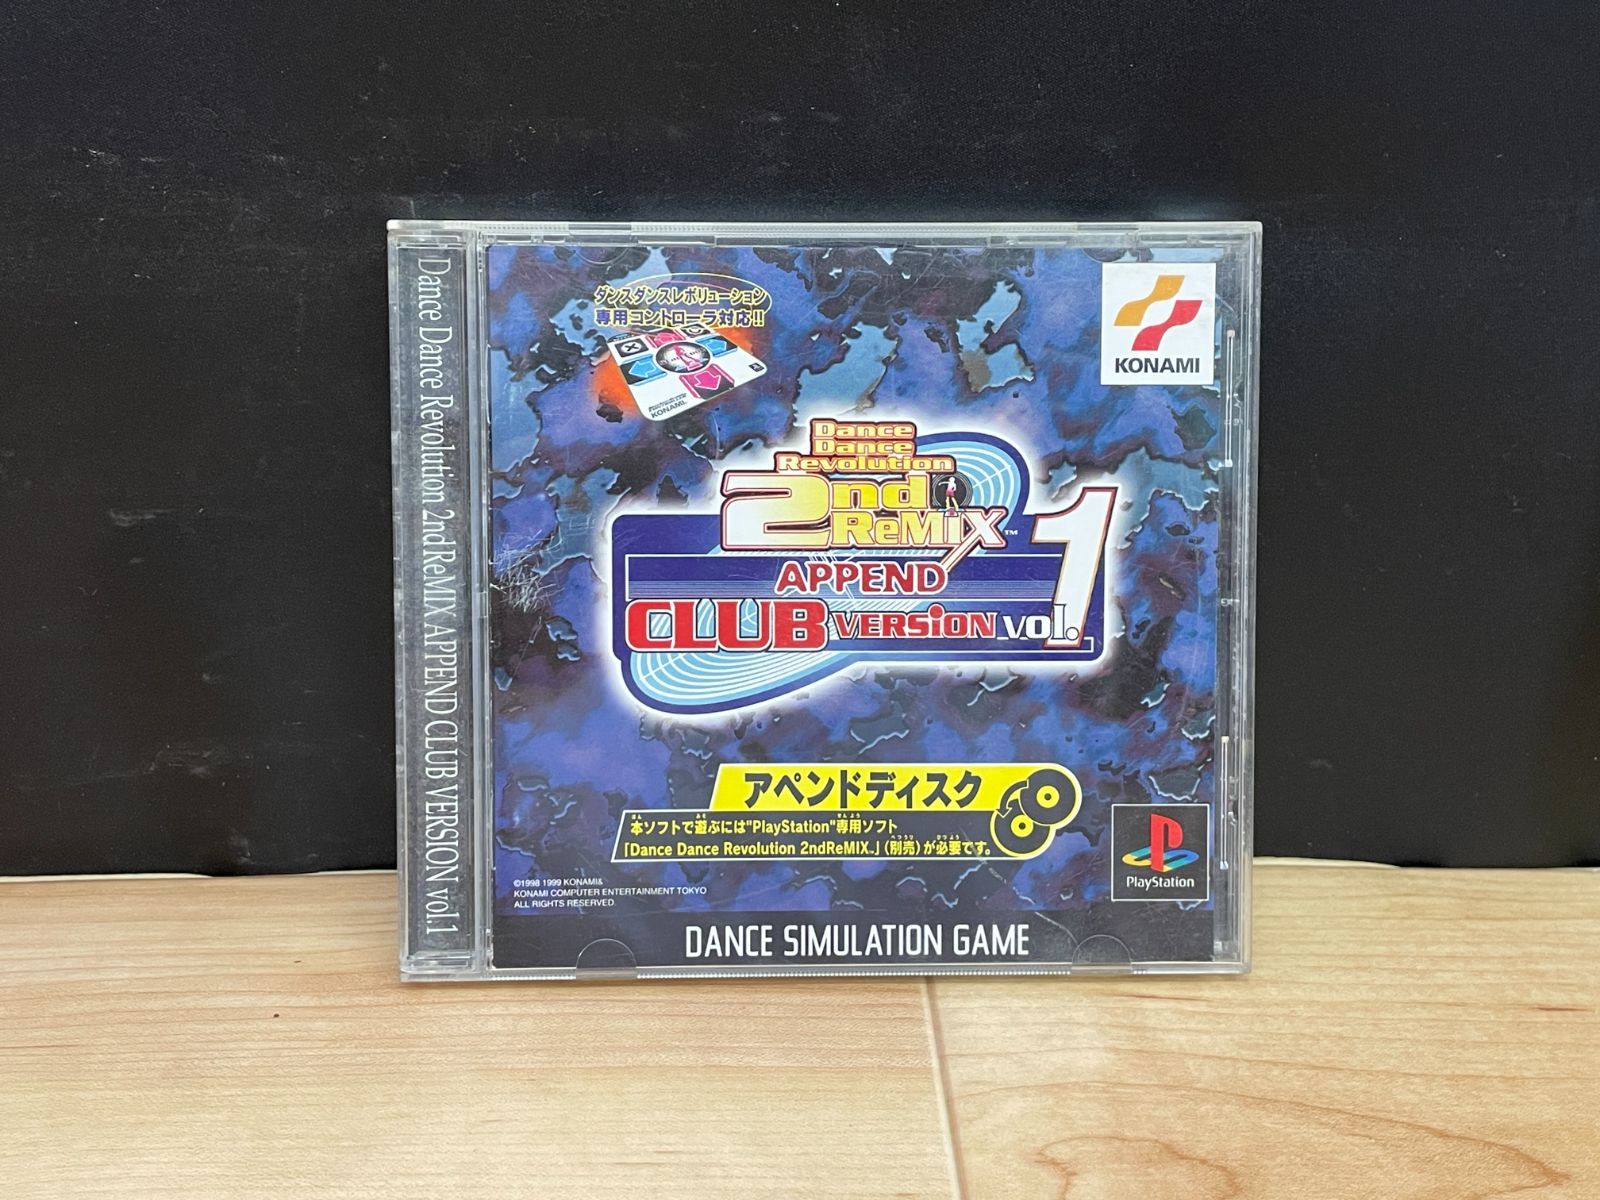 Dance Dance Revolution 2ndReMIX APPEND CLUB VERSION vol.1
ダンスダンスレボリューション
専用コントローラ対応!!
KONAMI
KONAMI
Dance
Dance
Revolution
2nd
ReMIX™
APPEND
CLUB VERSION vol.1
アペンドディスク
本ソフトで遊ぶには"PlayStation"専用ソフト
「Dance Dance Revolution 2ndReMIX™」(別売)が必要です。
©1998 1999 KONAMI&
KONAMI COMPUTER ENTERTAINMENT TOKYO
ALL RIGHTS RESERVED.
PlayStation
DANCE SIMULATION GAME